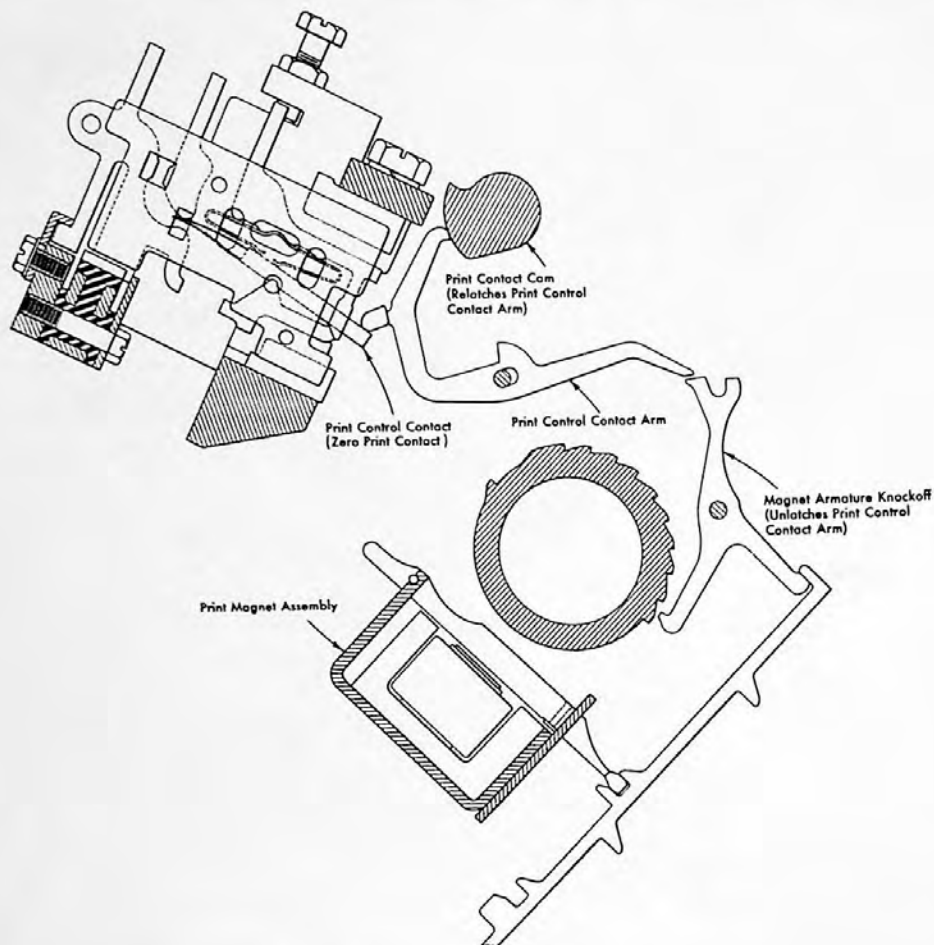 Print Contact Cam
(Relatches Print Control
Contact Arm)
Print Control Contact
(Zero Print Contact)
Print Control Contact Arm
Magnet Armature Knockoff
(Unlatches Print Control
Contact Arm)
Print Magnet Assembly